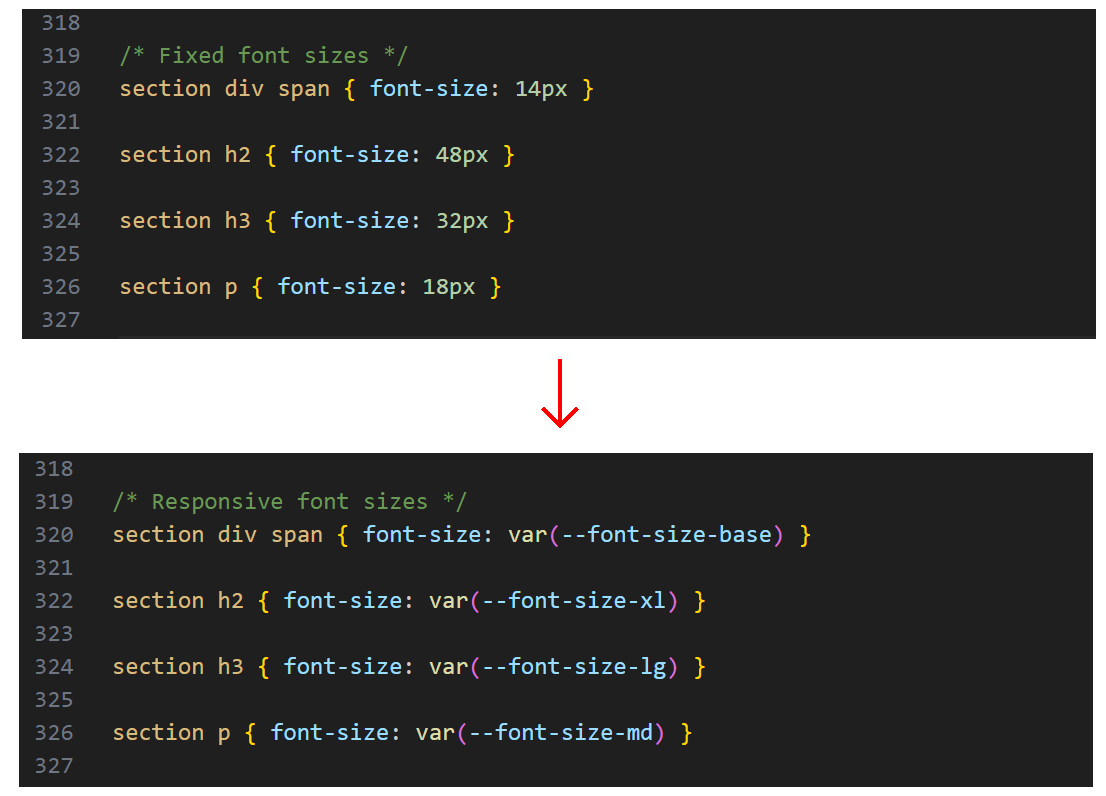 318
319 /* Fixed font sizes */
320 section div span { font-size: 14px }
321
322 section h2 { font-size: 48px }
323
324 section h3 { font-size: 32px }
325
326 section p { font-size: 18px }
327
318
319 /* Responsive font sizes */
320 section div span { font-size: var(--font-size-base) }
321
322 section h2 { font-size: var(--font-size-xl) }
323
324 section h3 { font-size: var(--font-size-lg) }
325
326 section p { font-size: var(--font-size-md) }
327